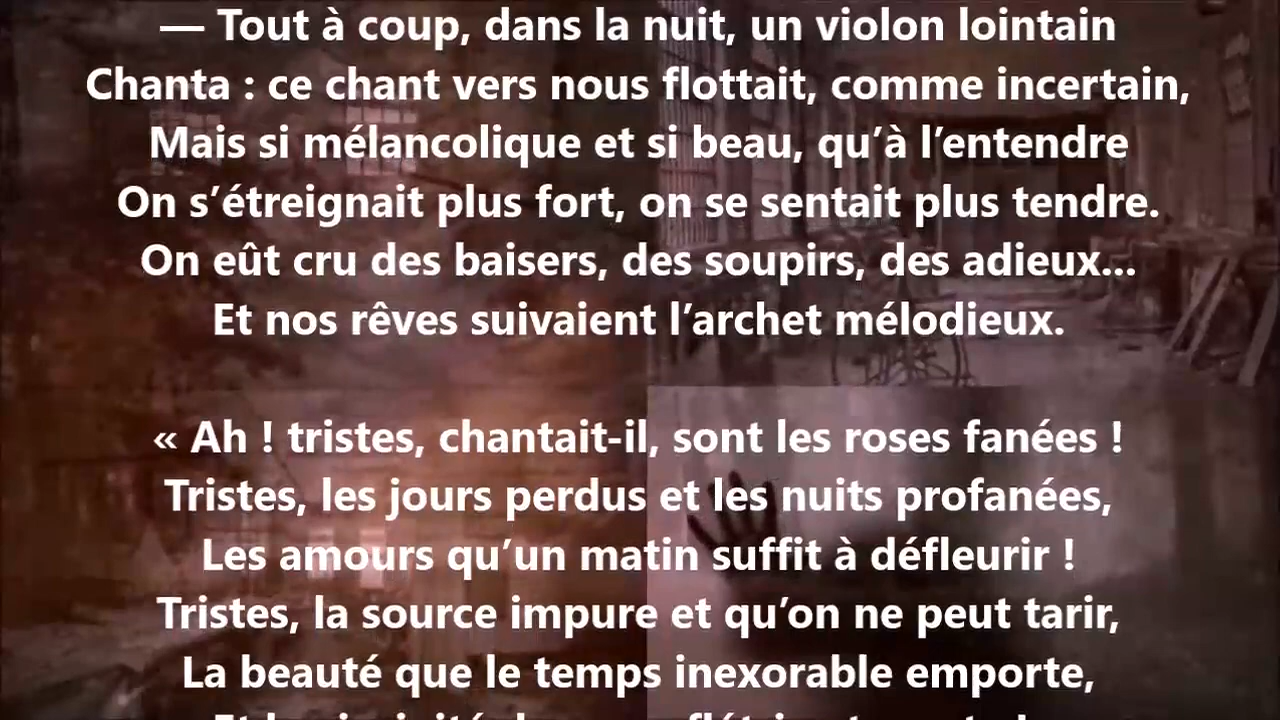 — Tout à coup, dans la nuit, un violon lointain
Chanta : ce chant vers nous flottait, comme incertain,
Mais si mélancolique et si beau, qu’à l’entendre
On s’étreignait plus fort, on se sentait plus tendre.
On eût cru des baisers, des soupirs, des adieux...
Et nos rêves suivaient l’archet mélodieux.
« Ah ! tristes, chantait-il, sont les roses fanées !
Tristes, les jours perdus et les nuits profanées,
Les amours qu’un matin suffit à défleurir !
Tristes, la source impure et qu’on ne peut tarir,
La beauté que le temps inexorable emporte,